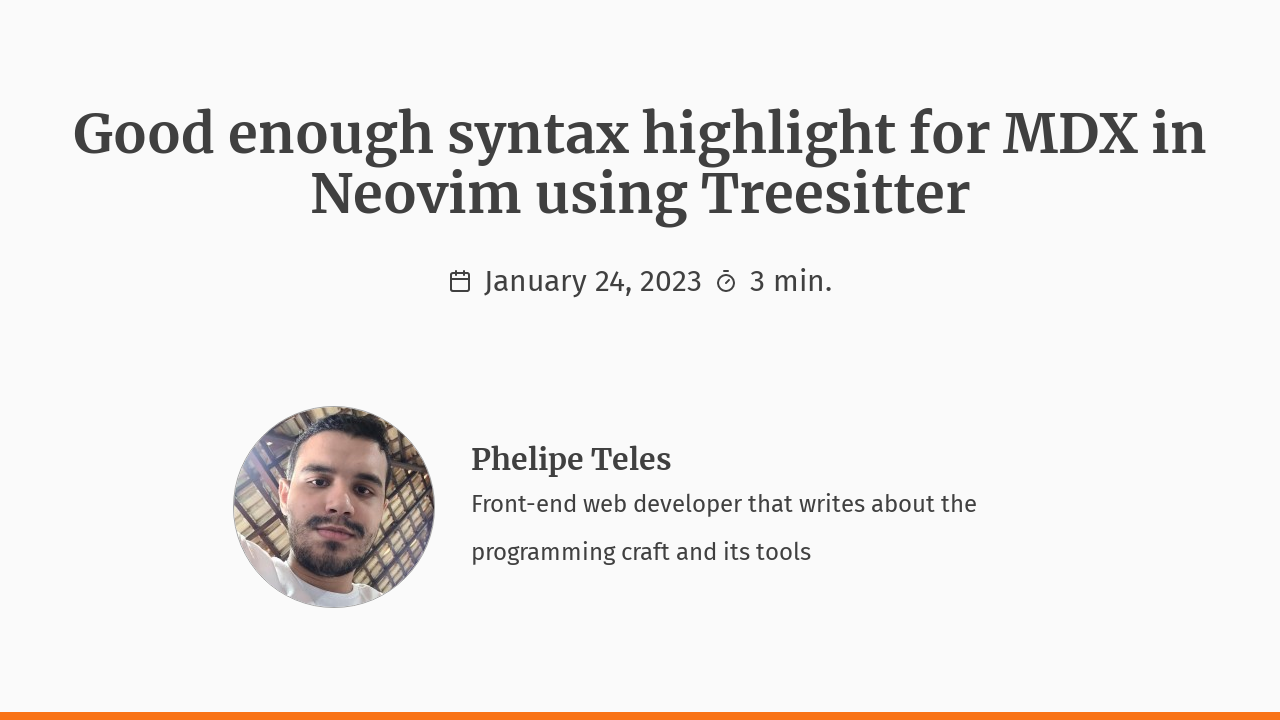 Good enough syntax highlight for MDX in
Neovim using Treesitter
January 24, 2023 3 min.
Phelipe Teles
Front-end web developer that writes about the
programming craft and its tools